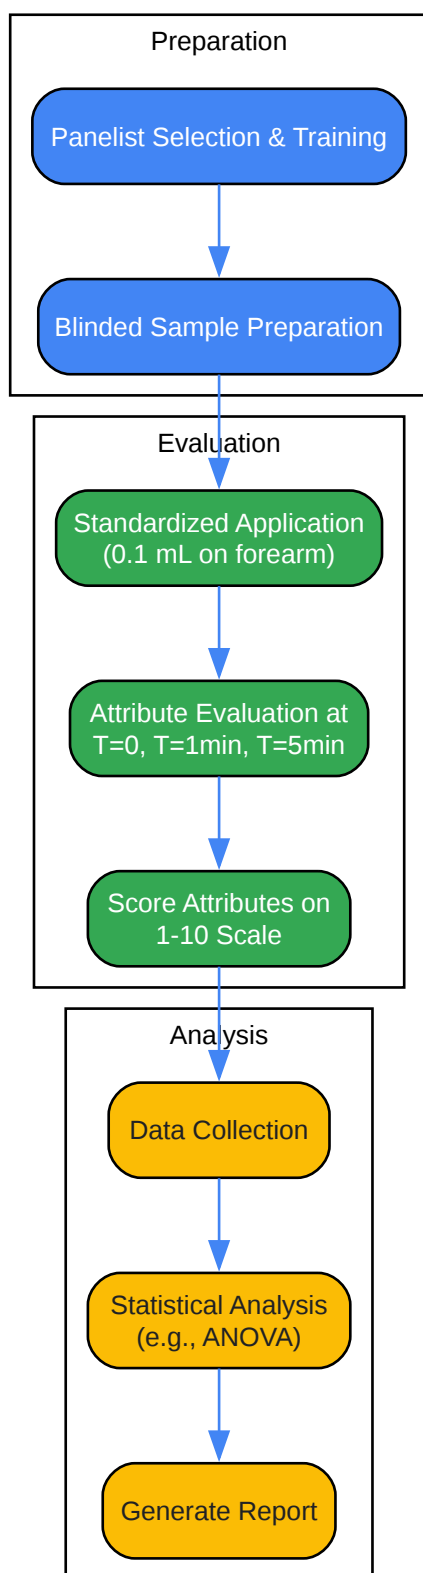 Preparation
Panelist Selection & Training
Blinded Sample Preparation
Evaluation
Standardized Application
(0.1 mL on forearm)
Attribute Evaluation at
T=0, T=1min, T=5min
Score Attributes on
1-10 Scale
Analysis
Data Collection
Statistical Analysis
(e.g., ANOVA)
Generate Report